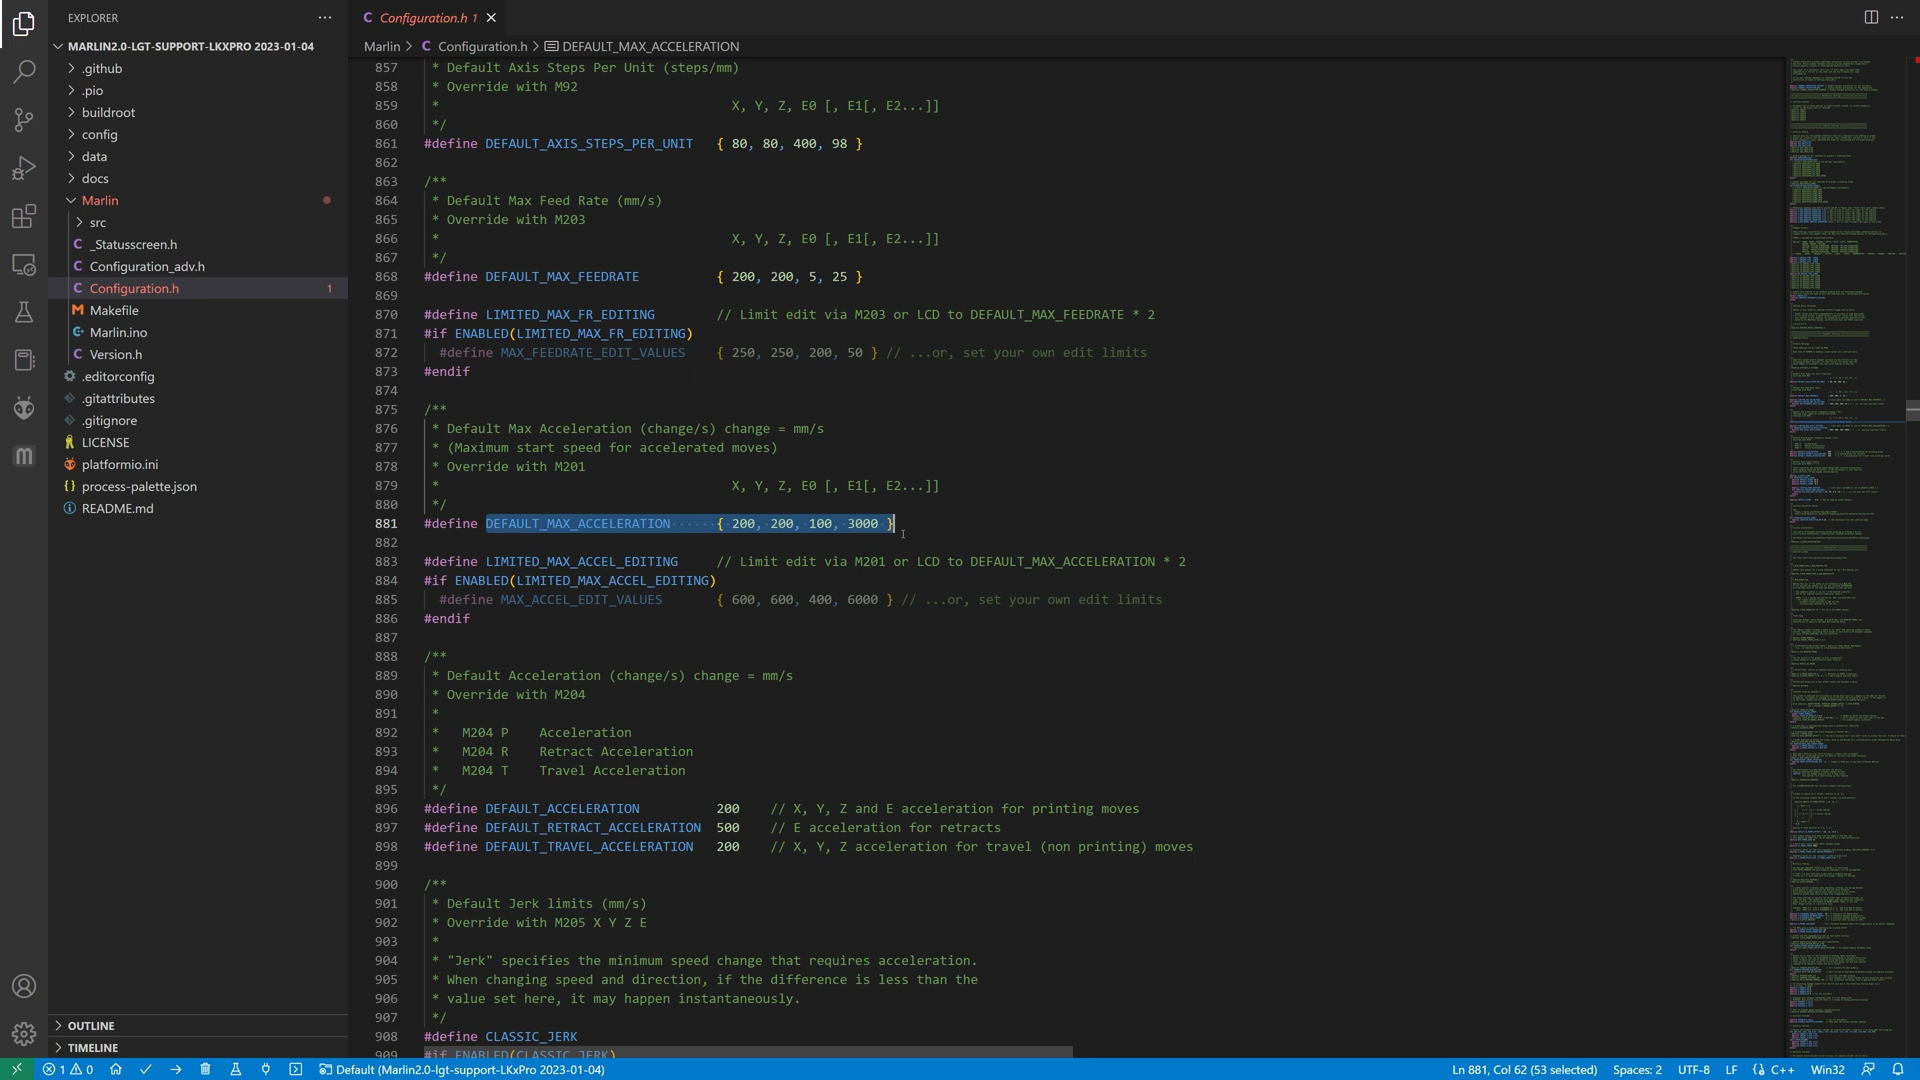 EXPLORER
MARLIN2.0-LGT-SUPPORT-LKXPRO 2023-01-04
.github
.pio
buildroot
config
data
docs
Marlin
src
_Statusscreen.h
Configuration_adv.h
Configuration.h 1
Makefile
Marlin.ino
Version.h
.editorconfig
.gitattributes
.gitignore
LICENSE
platformio.ini
process-palette.json
README.md
OUTLINE
TIMELINE
Configuration.h 1
Marlin > C Configuration.h > DEFAULT_MAX_ACCELERATION
857 * Default Axis Steps Per Unit (steps/mm)
858 * Override with M92
859 * X, Y, Z, E0 [, E1[, E2...]]
860 */
861 #define DEFAULT_AXIS_STEPS_PER_UNIT { 80, 80, 400, 98 }
862
863 /**
864 * Default Max Feed Rate (mm/s)
865 * Override with M203
866 * X, Y, Z, E0 [, E1[, E2...]]
867 */
868 #define DEFAULT_MAX_FEEDRATE { 200, 200, 5, 25 }
869
870 #define LIMITED_MAX_FR_EDITING // Limit edit via M203 or LCD to DEFAULT_MAX_FEEDRATE * 2
871 #if ENABLED(LIMITED_MAX_FR_EDITING)
872 #define MAX_FEEDRATE_EDIT_VALUES { 250, 250, 200, 50 } // ...or, set your own edit limits
873 #endif
874
875 /**
876 * Default Max Acceleration (change/s) change = mm/s
877 * (Maximum start speed for accelerated moves)
878 * Override with M201
879 * X, Y, Z, E0 [, E1[, E2...]]
880 */
881 #define DEFAULT_MAX_ACCELERATION { 200, 200, 100, 3000 }
882
883 #define LIMITED_MAX_ACCEL_EDITING // Limit edit via M201 or LCD to DEFAULT_MAX_ACCELERATION * 2
884 #if ENABLED(LIMITED_MAX_ACCEL_EDITING)
885 #define MAX_ACCEL_EDIT_VALUES { 600, 600, 400, 6000 } // ...or, set your own edit limits
886 #endif
887
888 /**
889 * Default Acceleration (change/s) change = mm/s
890 * Override with M204
891 *
892 * M204 P Acceleration
893 * M204 R Retract Acceleration
894 * M204 T Travel Acceleration
895 */
896 #define DEFAULT_ACCELERATION 200 // X, Y, Z and E acceleration for printing moves
897 #define DEFAULT_RETRACT_ACCELERATION 500 // E acceleration for retracts
898 #define DEFAULT_TRAVEL_ACCELERATION 200 // X, Y, Z acceleration for travel (non printing) moves
899
900 /**
901 * Default Jerk limits (mm/s)
902 * Override with M205 X Y Z E
903 *
904 * "Jerk" specifies the minimum speed change that requires acceleration.
905 * When changing speed and direction, if the difference is less than the
906 * value set here, it may happen instantaneously.
907 */
908 #define CLASSIC_JERK
909 #if ENABLED(CLASSIC_JERK)
1 0 Default (Marlin2.0-lgt-support-LKxPro 2023-01-04) Ln 881, Col 62 (53 selected) Spaces: 2 UTF-8 LF C++ Win32